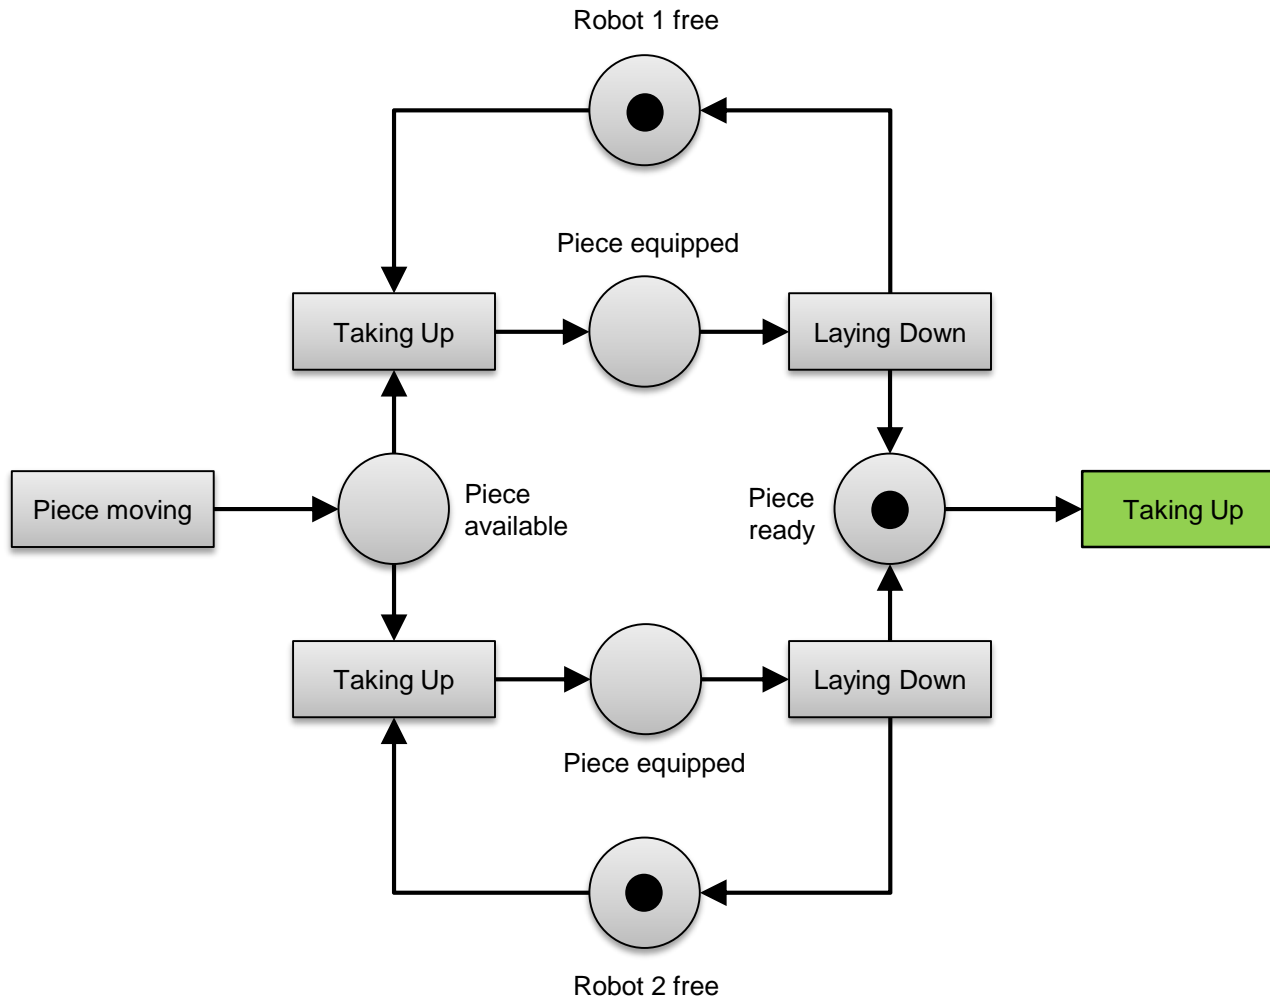 Robot 1 free
Piece equipped
Taking Up
Laying Down
Piece moving
Piece
available
Piece
ready
Taking Up
Taking Up
Laying Down
Piece equipped
Robot 2 free